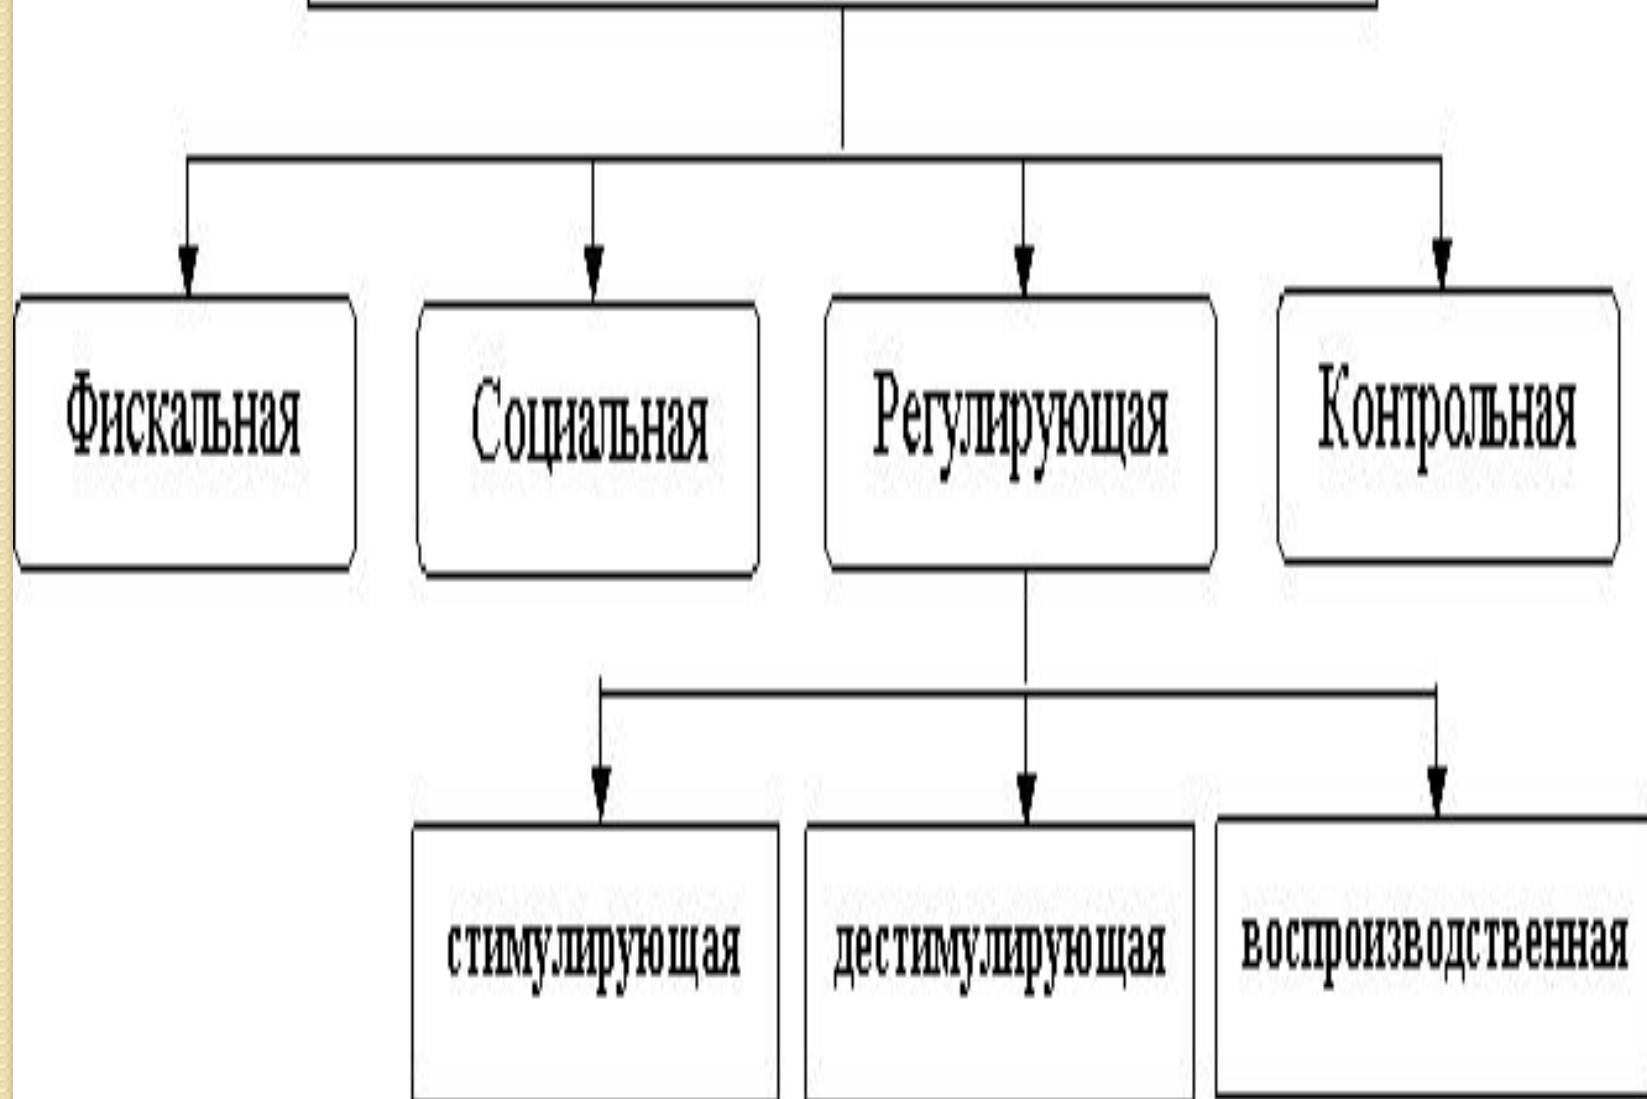 Фискальная
Социальная
Регулирующая
Контрольная
стимулирующая
дестимулирующая
воспроизводственная